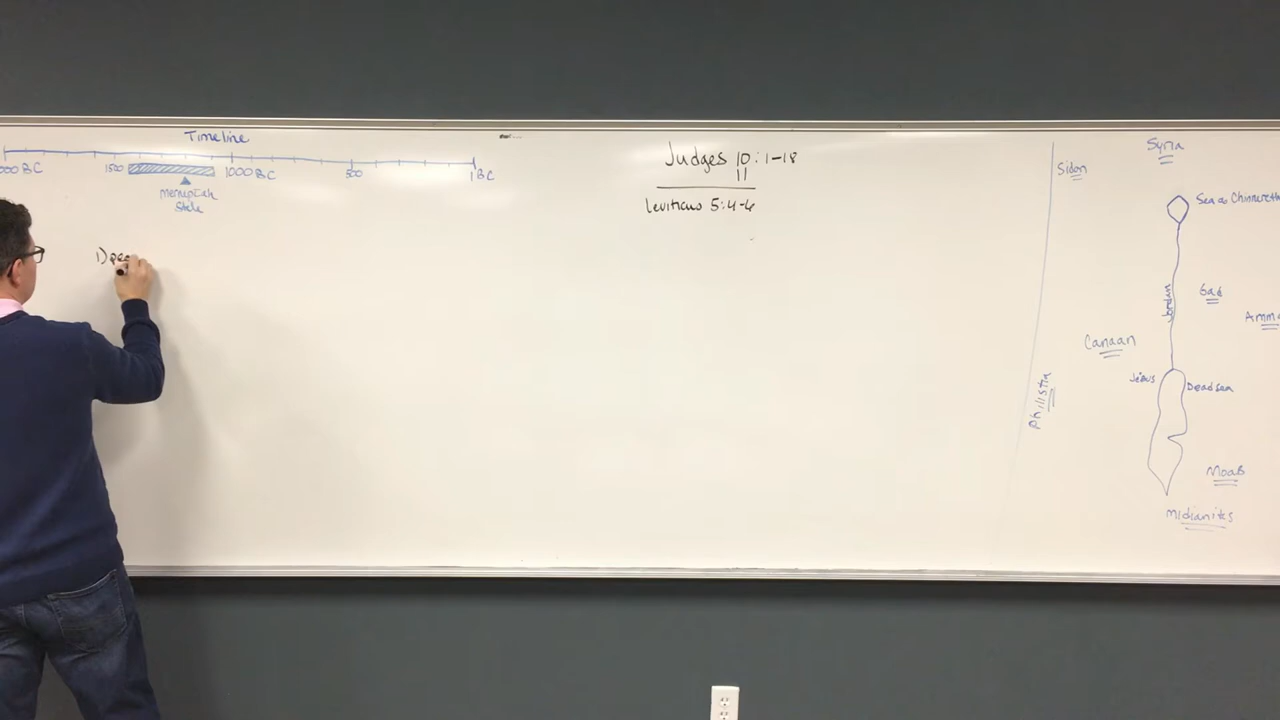 Timeline
1500
1000 BC
500
1 BC
Merneptah
Stele
1)
Judges 10:1-18
11
Leviticus 5:4-6
Syria
Sidon
Sea of Chinnereth
Jordan
Gad
Canaan
Jebus
Dead Sea
Philistia
Moab
Midianites